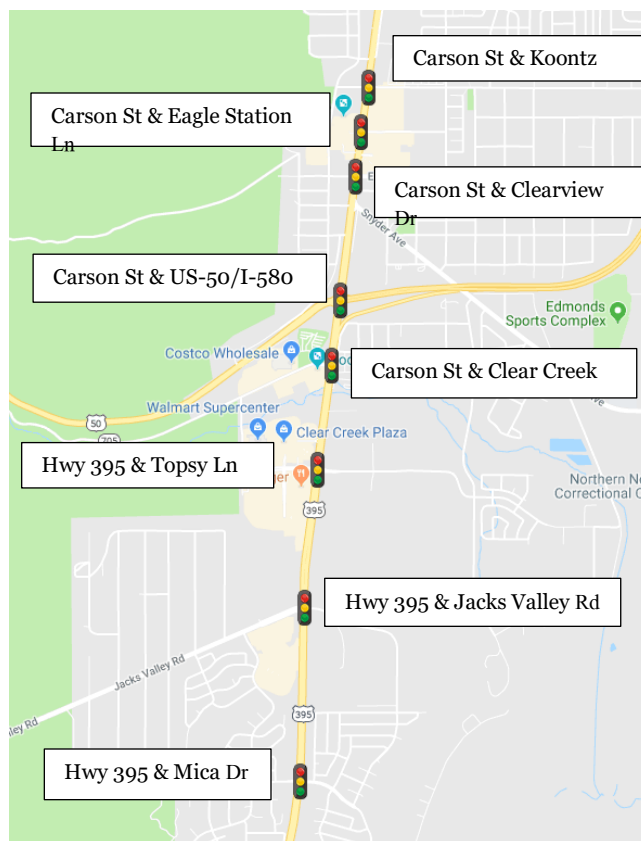 Carson St & Koontz
Carson St & Eagle Station
Ln
Carson St & Clearview
Dr
Snyder Ave
Carson St & US-50/I-580
Edmonds
Sports Complex
Costco Wholesale
Carson St & Clear Creek
Walmart Supercenter
50
705
Clear Creek Plaza
Hwy 395 & Topsy Ln
395
Northern
Correctional
Hwy 395 & Jacks Valley Rd
Jacks Valley Rd
395
Hwy 395 & Mica Dr